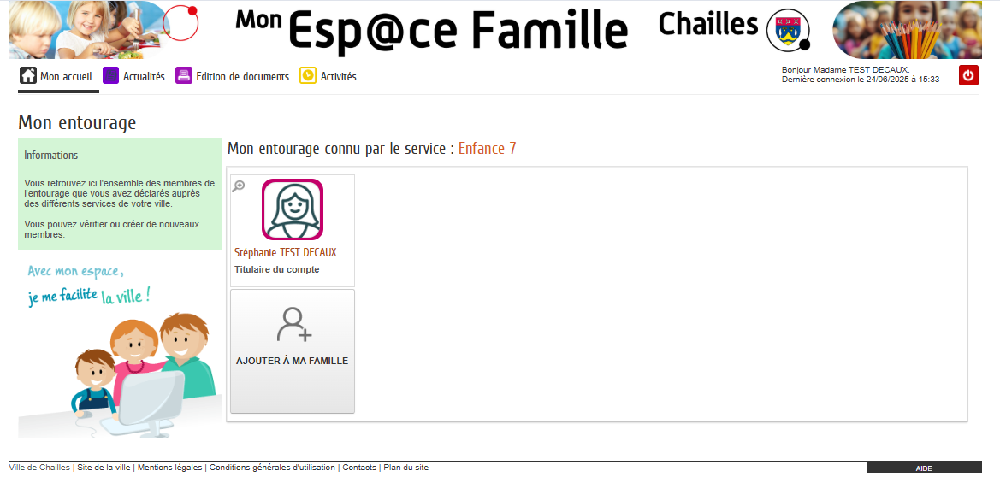 Mon Esp@ce Famille Chailles
Mon accueil Actualités Edition de documents Activités
Bonjour Madame TEST DECAUX.
Dernière connexion le 24/06/2025 à 15:33
Mon entourage
Informations
Vous retrouvez ici l'ensemble des membres de
l'entourage que vous avez déclarés auprès
des différents services de votre ville.
Vous pouvez vérifier ou créer de nouveaux
membres.
Avec mon espace,
je me facilite la ville !
Mon entourage connu par le service : Enfance 7
Stéphanie TEST DECAUX
Titulaire du compte
AJOUTER À MA FAMILLE
Ville de Chailles | Site de la ville | Mentions légales | Conditions générales d'utilisation | Contacts | Plan du site
AIDE